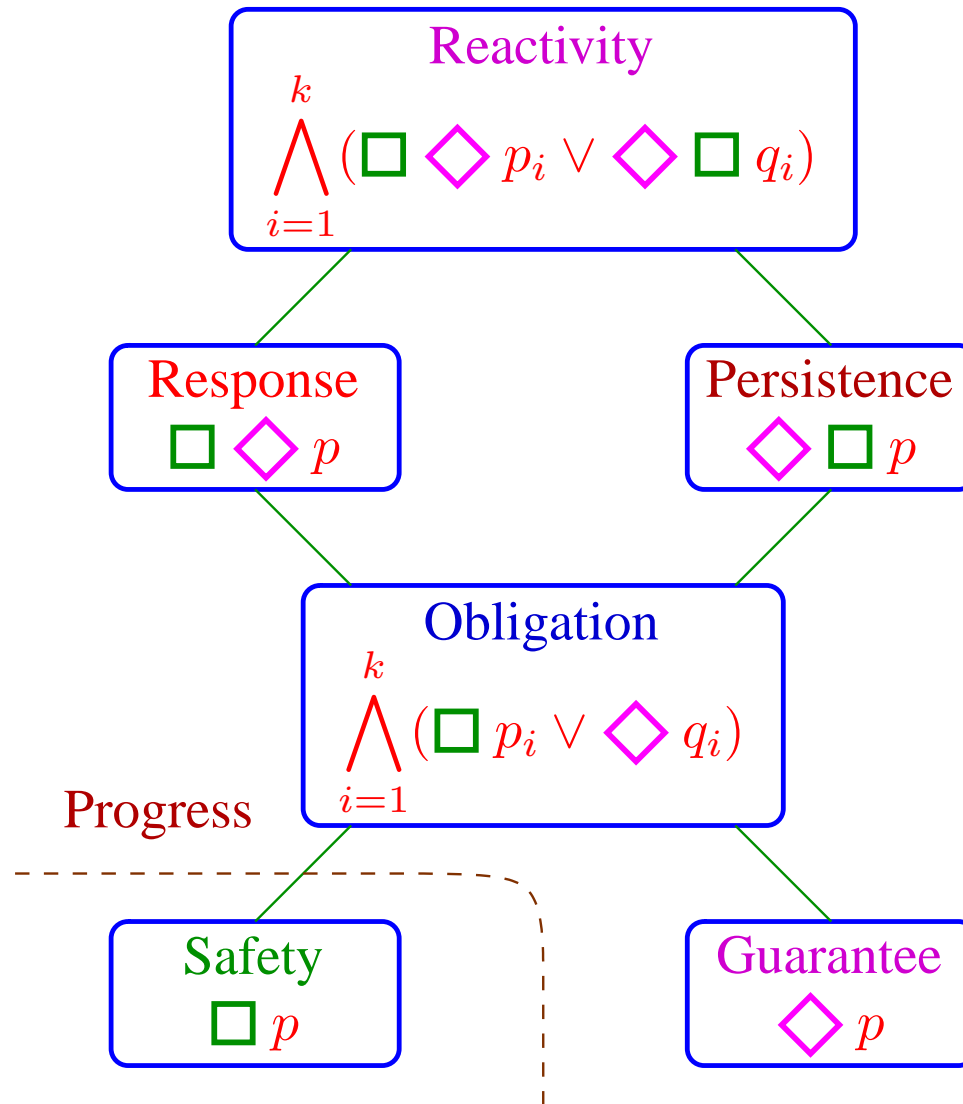 Reactivity
k
⋀ (□ ◇ pᵢ ∨ ◇ □ qᵢ)
i=1
Response
□ ◇ p
Persistence
◇ □ p
Obligation
k
⋀ (□ pᵢ ∨ ◇ qᵢ)
i=1
Progress
Safety
□ p
Guarantee
◇ p